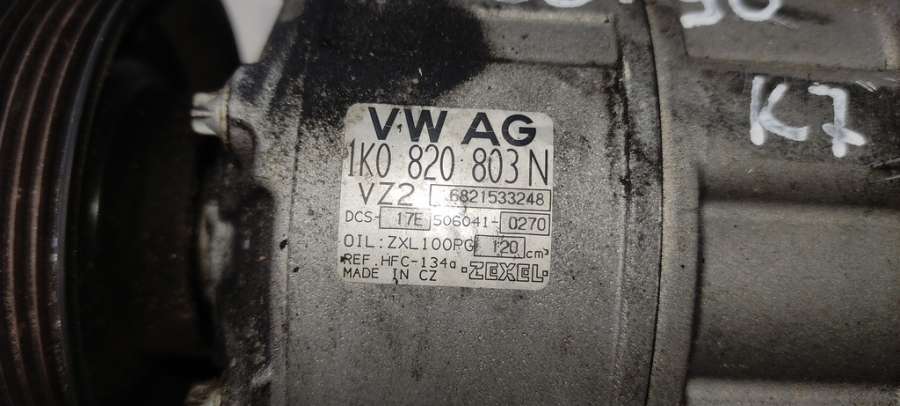 K7
VW AG
1K0 820 803 N
VZ2 6821533248
DCS- 17E 506041- 0270
OIL: ZXL100PG 120 cm³
REF. HFC-134a
MADE IN CZ ·ZEXEL·